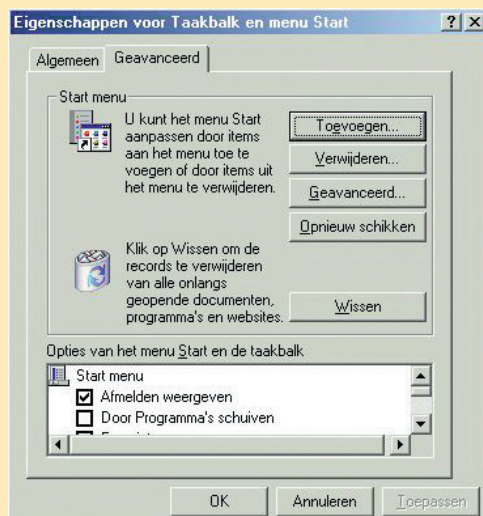 Eigenschappen voor Taakbalk en menu Start
Algemeen
Geavanceerd
Start menu
U kunt het menu Start
aanpassen door items
aan het menu toe te
voegen of door items uit
het menu te verwijderen.
Toevoegen...
Verwijderen...
Geavanceerd...
Opnieuw schikken
Klik op Wissen om de
records te verwijderen
van alle onlangs
geopende documenten,
programma's en websites.
Wissen
Opties van het menu Start en de taakbalk
Start menu
Afmelden weergeven
Door Programma's schuiven
OK
Annuleren
Toepassen